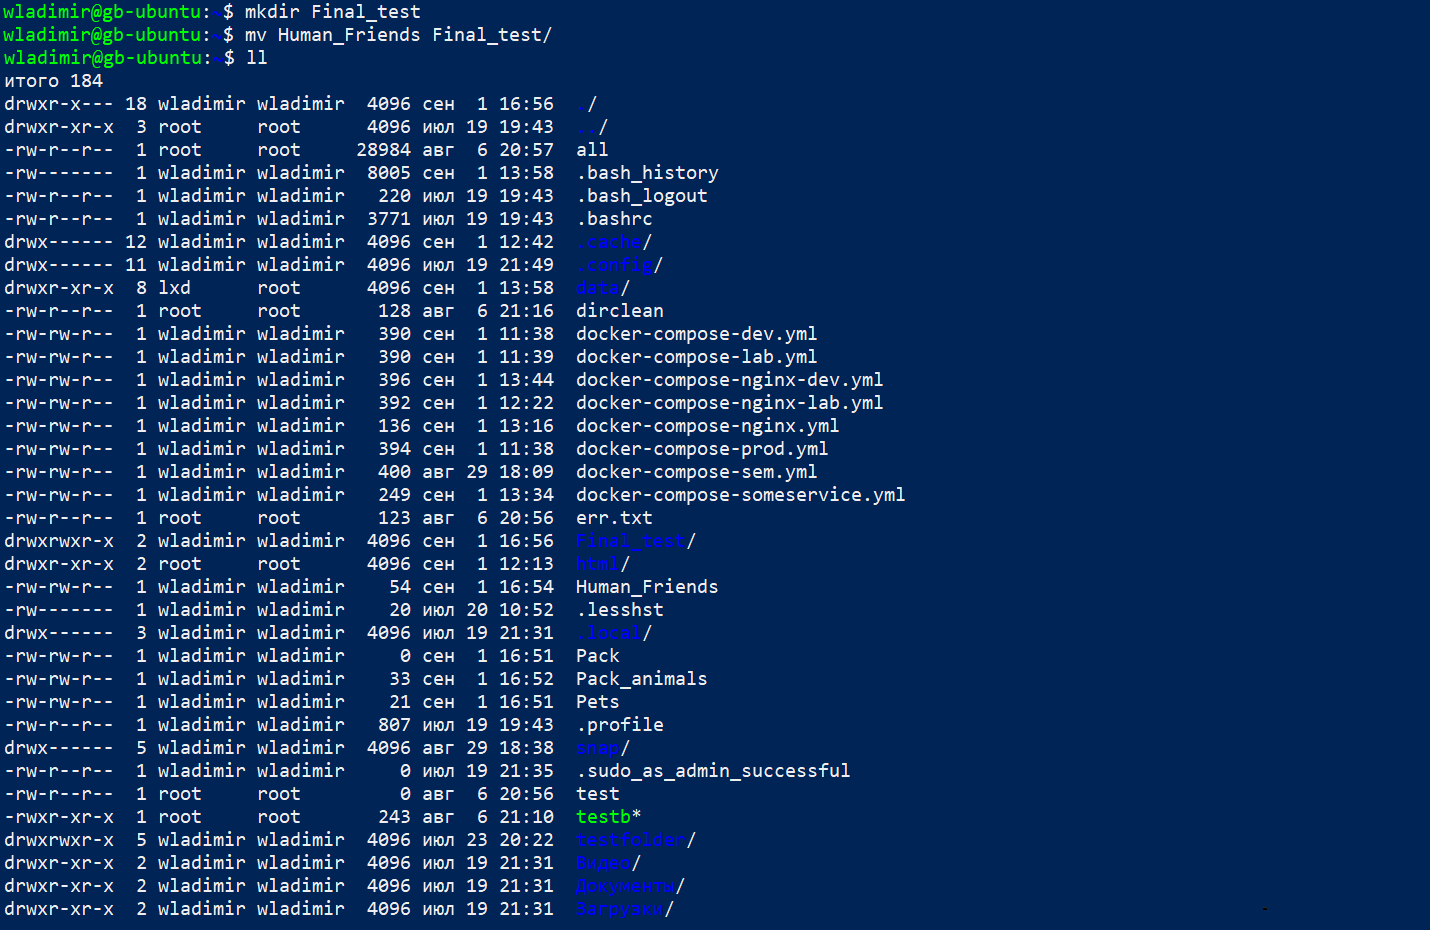 wladimir@gb-ubuntu:~$ mkdir Final_test
wladimir@gb-ubuntu:~$ mv Human_Friends Final_test/
wladimir@gb-ubuntu:~$ ll
итого 184
drwxr-x--- 18 wladimir wladimir  4096 сен  1 16:56  ./
drwxr-xr-x  3 root     root      4096 июл 19 19:43  ../
-rw-r--r--  1 root     root     28984 авг  6 20:57  all
-rw-------  1 wladimir wladimir  8005 сен  1 13:58  .bash_history
-rw-r--r--  1 wladimir wladimir   220 июл 19 19:43  .bash_logout
-rw-r--r--  1 wladimir wladimir  3771 июл 19 19:43  .bashrc
drwx------ 12 wladimir wladimir  4096 сен  1 12:42  .cache/
drwx------ 11 wladimir wladimir  4096 июл 19 21:49  .config/
drwxr-xr-x  8 lxd      root      4096 сен  1 13:58  data/
-rw-r--r--  1 root     root       128 авг  6 21:16  dirclean
-rw-rw-r--  1 wladimir wladimir   390 сен  1 11:38  docker-compose-dev.yml
-rw-rw-r--  1 wladimir wladimir   390 сен  1 11:39  docker-compose-lab.yml
-rw-rw-r--  1 wladimir wladimir   396 сен  1 13:44  docker-compose-nginx-dev.yml
-rw-rw-r--  1 wladimir wladimir   392 сен  1 12:22  docker-compose-nginx-lab.yml
-rw-rw-r--  1 wladimir wladimir   136 сен  1 13:16  docker-compose-nginx.yml
-rw-rw-r--  1 wladimir wladimir   394 сен  1 11:38  docker-compose-prod.yml
-rw-rw-r--  1 wladimir wladimir   400 авг 29 18:09  docker-compose-sem.yml
-rw-rw-r--  1 wladimir wladimir   249 сен  1 13:34  docker-compose-someservice.yml
-rw-r--r--  1 root     root       123 авг  6 20:56  err.txt
drwxrwxr-x  2 wladimir wladimir  4096 сен  1 16:56  Final_test/
drwxr-xr-x  2 root     root      4096 сен  1 12:13  html/
-rw-rw-r--  1 wladimir wladimir    54 сен  1 16:54  Human_Friends
-rw-------  1 wladimir wladimir    20 июл 20 10:52  .lesshst
drwx------  3 wladimir wladimir  4096 июл 19 21:31  .local/
-rw-rw-r--  1 wladimir wladimir     0 сен  1 16:51  Pack
-rw-rw-r--  1 wladimir wladimir    33 сен  1 16:52  Pack_animals
-rw-rw-r--  1 wladimir wladimir    21 сен  1 16:51  Pets
-rw-r--r--  1 wladimir wladimir   807 июл 19 19:43  .profile
drwx------  5 wladimir wladimir  4096 авг 29 18:38  snap/
-rw-r--r--  1 wladimir wladimir     0 июл 19 21:35  .sudo_as_admin_successful
-rw-r--r--  1 root     root         0 авг  6 20:56  test
-rwxr-xr-x  1 root     root       243 авг  6 21:10  testb*
drwxrwxr-x  5 wladimir wladimir  4096 июл 23 20:22  testfolder/
drwxr-xr-x  2 wladimir wladimir  4096 июл 19 21:31  Видео/
drwxr-xr-x  2 wladimir wladimir  4096 июл 19 21:31  Документы/
drwxr-xr-x  2 wladimir wladimir  4096 июл 19 21:31  Загрузки/